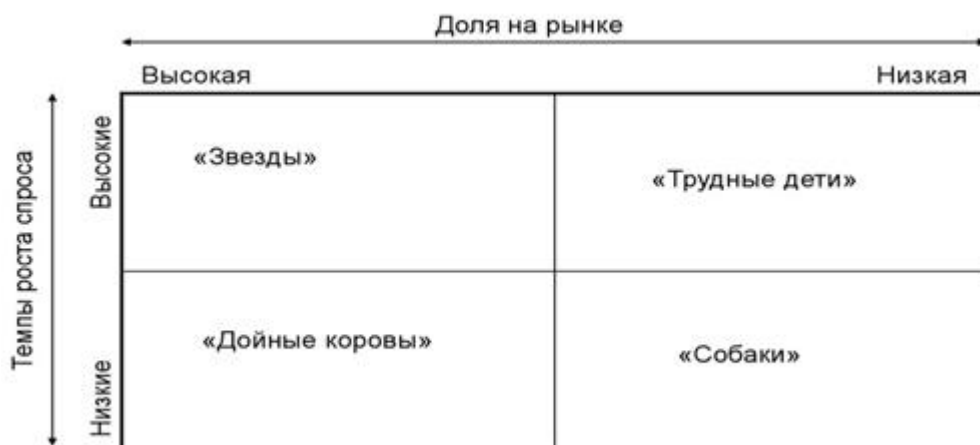 Доля на рынке
Высокая
Низкая
Темпы роста спроса
Высокие
«Звезды»
«Трудные дети»
Низкие
«Дойные коровы»
«Собаки»